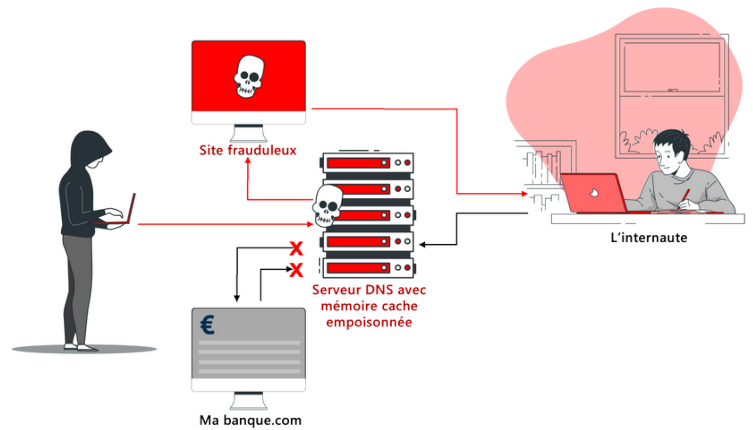 Site frauduleux
L'internaute
Serveur DNS avec
mémoire cache
empoisonnée
€
Ma banque.com